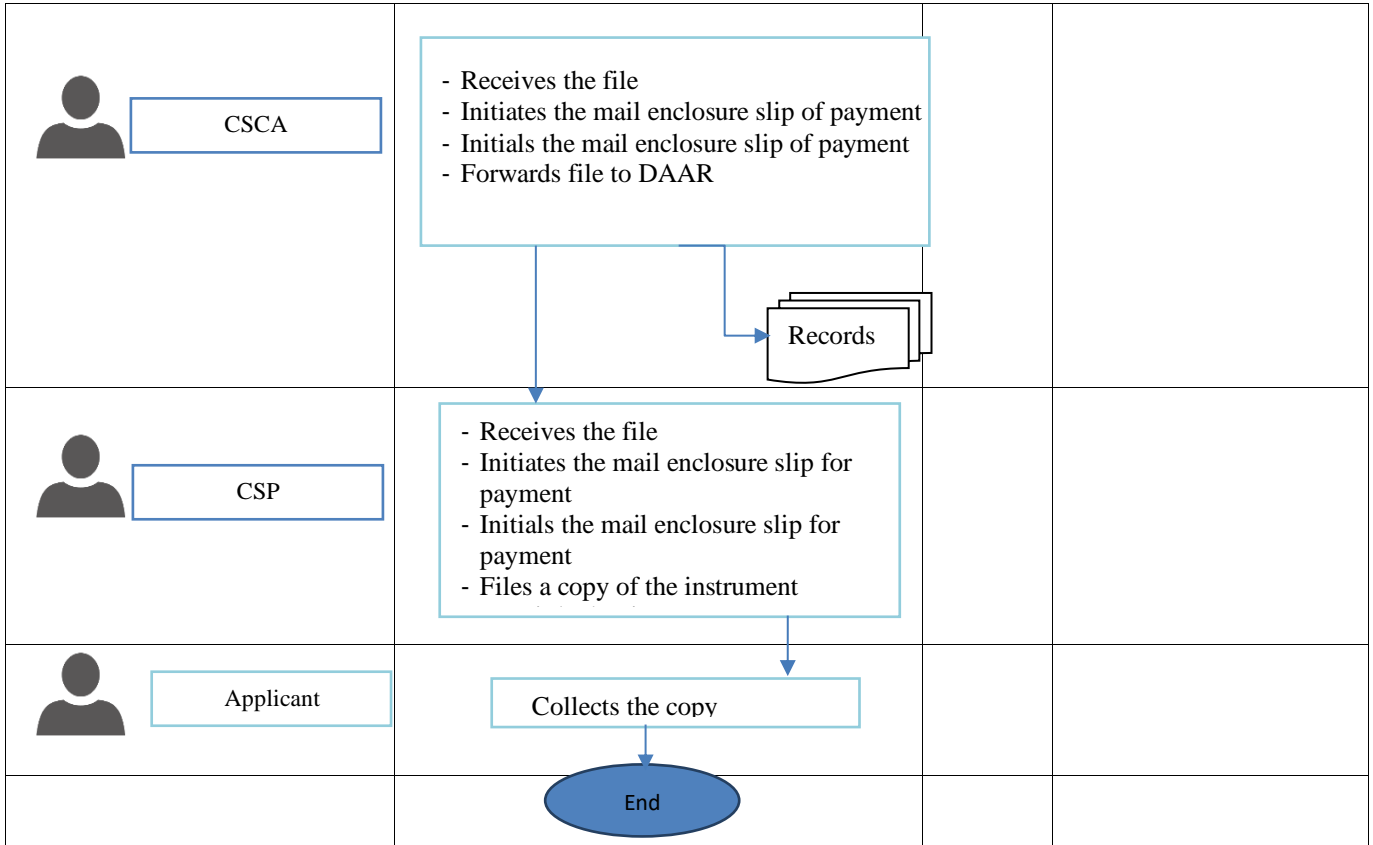 CSCA
- Receives the file
- Initiates the mail enclosure slip of payment
- Initials the mail enclosure slip of payment
- Forwards file to DAAR
Records
CSP
- Receives the file
- Initiates the mail enclosure slip for
payment
- Initials the mail enclosure slip for
payment
- Files a copy of the instrument
Applicant
Collects the copy
End